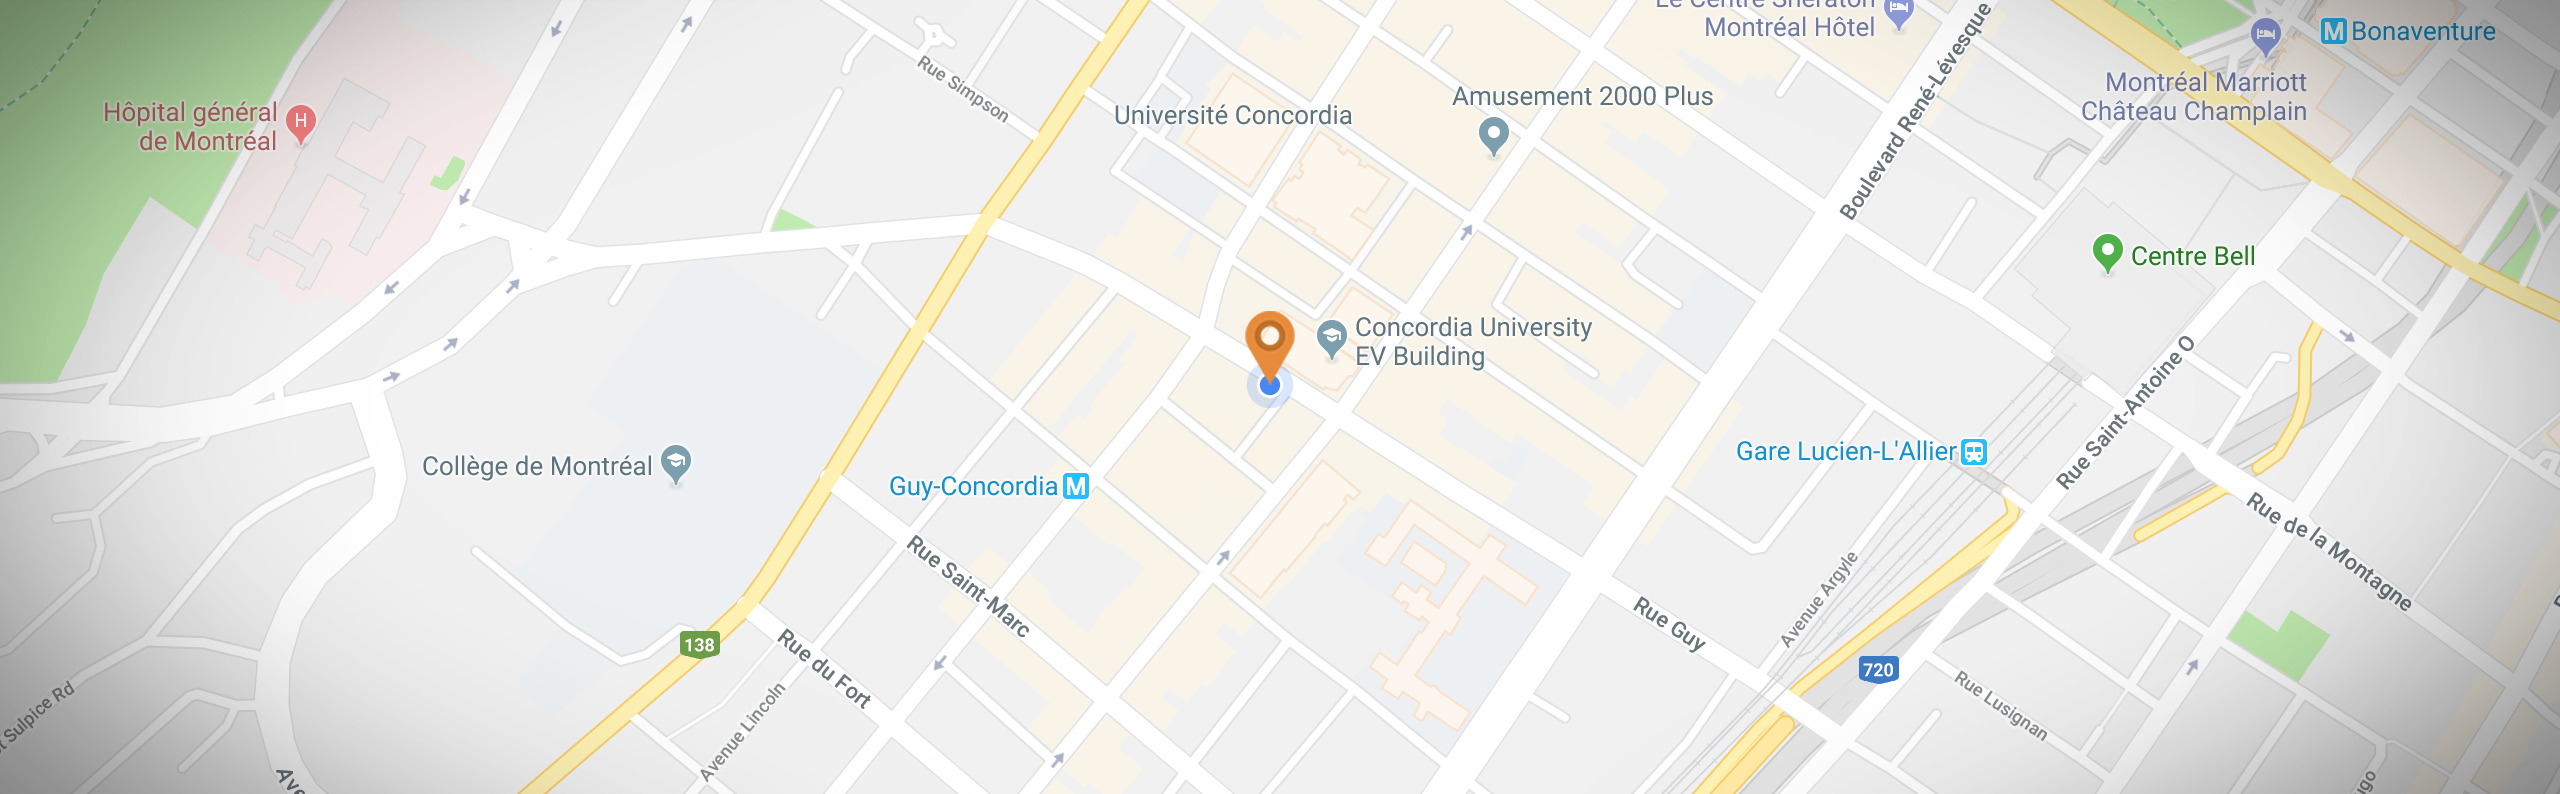 Le Centre Sheraton
Montréal Hôtel
Bonaventure
Montréal Marriott
Château Champlain
Boulevard René-Lévesque
Rue Simpson
Amusement 2000 Plus
Université Concordia
Hôpital général
de Montréal
H
Centre Bell
Concordia University
EV Building
Rue Saint-Antoine O
Collège de Montréal
Guy-Concordia M
Gare Lucien-L'Allier
Rue de la Montagne
Rue Saint-Marc
Avenue Argyle
Rue Guy
138
Rue du Fort
720
Rue Lusignan
Avenue Lincoln
Sulpice Rd
M